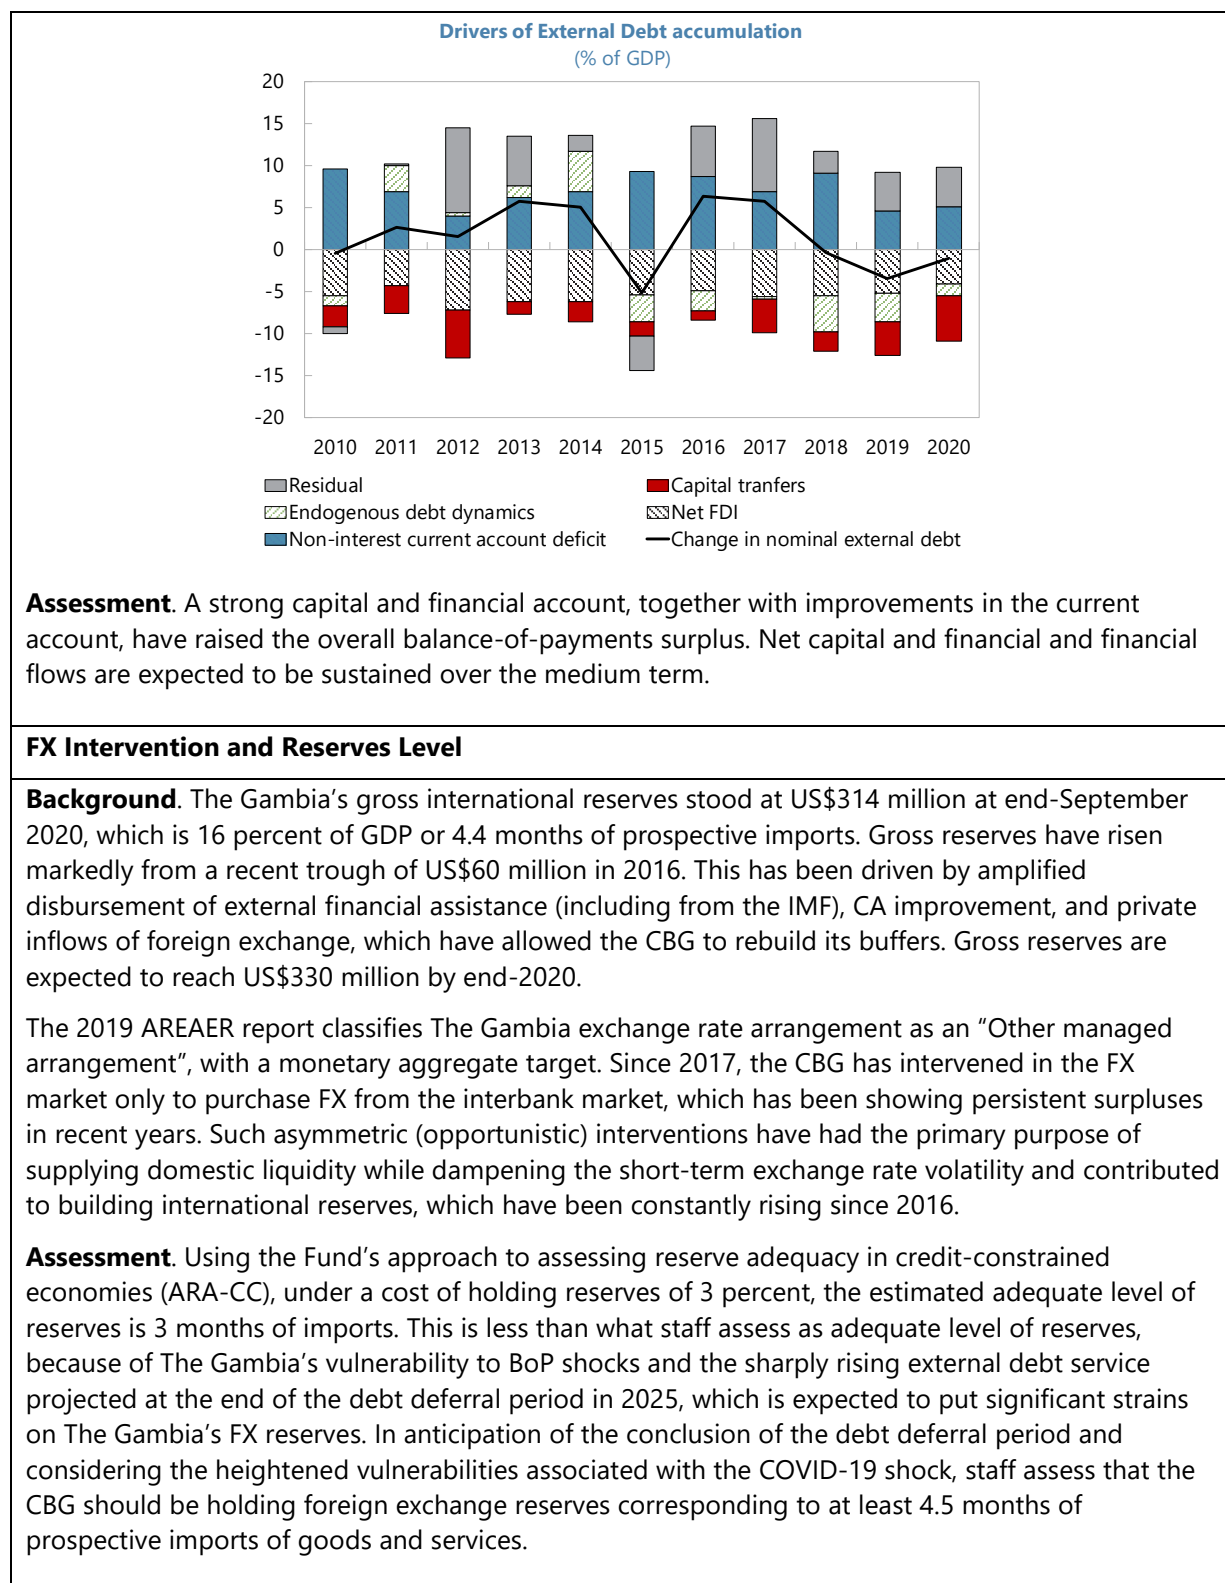 Drivers of External Debt accumulation
(% of GDP)
20
15
10
5
0
-5
-10
-15
-20
2010 2011 2012 2013 2014 2015 2016 2017 2018 2019 2020
Residual Capital tranfers
Endogenous debt dynamics Net FDI
Non-interest current account deficit Change in nominal external debt
Assessment. A strong capital and financial account, together with improvements in the current
account, have raised the overall balance-of-payments surplus. Net capital and financial and financial
flows are expected to be sustained over the medium term.
FX Intervention and Reserves Level
Background. The Gambia’s gross international reserves stood at US$314 million at end-September
2020, which is 16 percent of GDP or 4.4 months of prospective imports. Gross reserves have risen
markedly from a recent trough of US$60 million in 2016. This has been driven by amplified
disbursement of external financial assistance (including from the IMF), CA improvement, and private
inflows of foreign exchange, which have allowed the CBG to rebuild its buffers. Gross reserves are
expected to reach US$330 million by end-2020.
The 2019 AREAER report classifies The Gambia exchange rate arrangement as an “Other managed
arrangement”, with a monetary aggregate target. Since 2017, the CBG has intervened in the FX
market only to purchase FX from the interbank market, which has been showing persistent surpluses
in recent years. Such asymmetric (opportunistic) interventions have had the primary purpose of
supplying domestic liquidity while dampening the short-term exchange rate volatility and contributed
to building international reserves, which have been constantly rising since 2016.
Assessment. Using the Fund’s approach to assessing reserve adequacy in credit-constrained
economies (ARA-CC), under a cost of holding reserves of 3 percent, the estimated adequate level of
reserves is 3 months of imports. This is less than what staff assess as adequate level of reserves,
because of The Gambia’s vulnerability to BoP shocks and the sharply rising external debt service
projected at the end of the debt deferral period in 2025, which is expected to put significant strains
on The Gambia’s FX reserves. In anticipation of the conclusion of the debt deferral period and
considering the heightened vulnerabilities associated with the COVID-19 shock, staff assess that the
CBG should be holding foreign exchange reserves corresponding to at least 4.5 months of
prospective imports of goods and services.